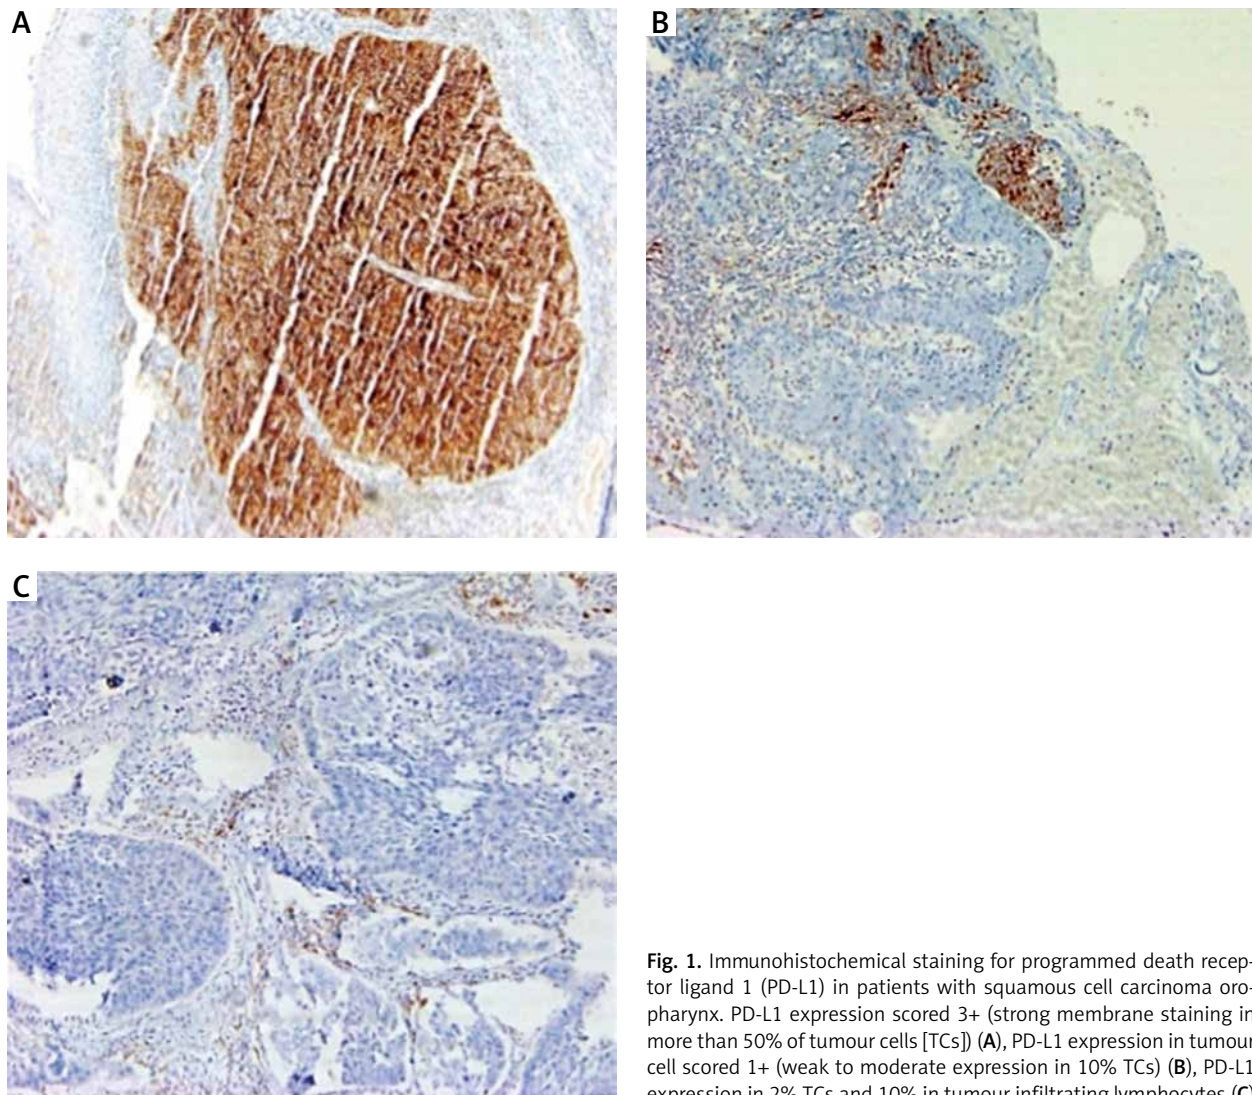 A
B
C
Fig. 1. Immunohistochemical staining for programmed death recep-
tor ligand 1 (PD-L1) in patients with squamous cell carcinoma oro-
pharynx. PD-L1 expression scored 3+ (strong membrane staining in
more than 50% of tumour cells [TCs]) (A), PD-L1 expression in tumour
cell scored 1+ (weak to moderate expression in 10% TCs) (B), PD-L1
expression in 2% TCs and 10% in tumour infiltrating lymphocytes (C)